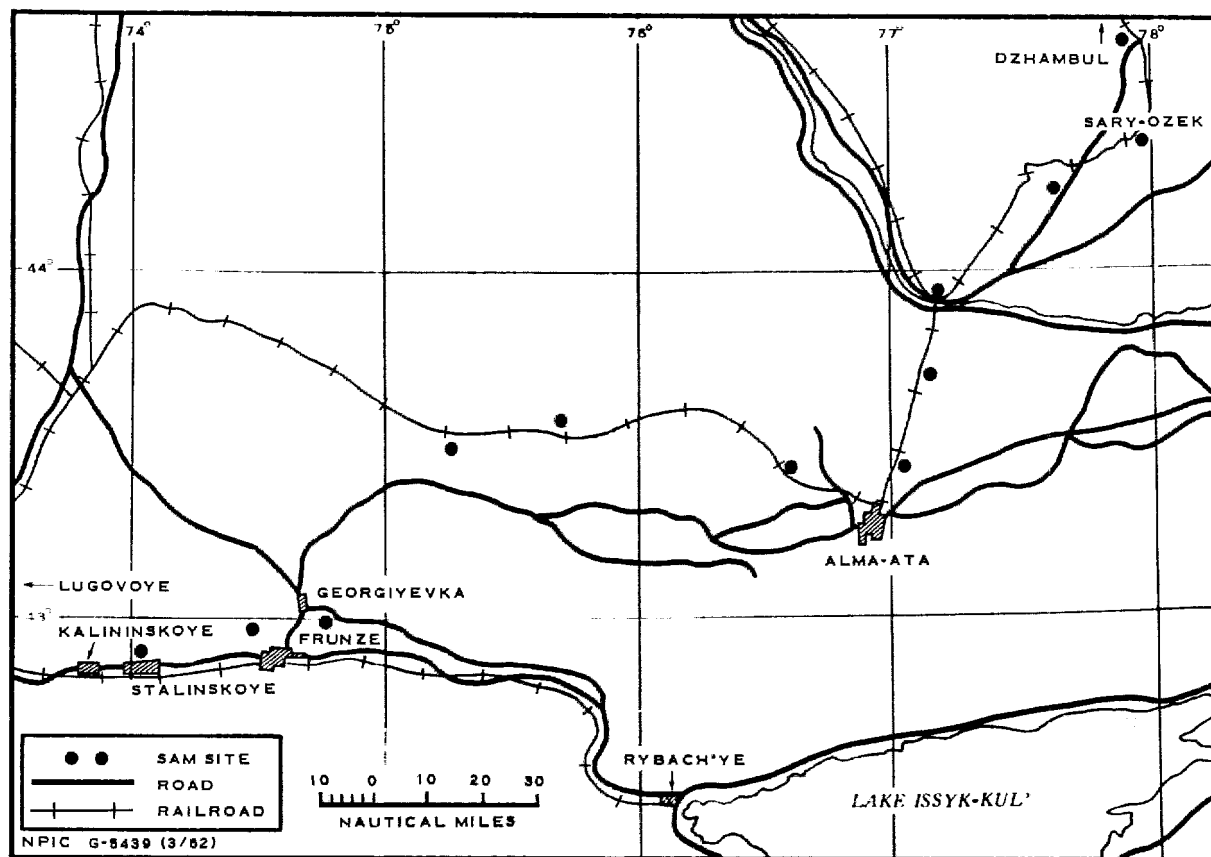 74°
75°
76°
77°
78°
DZHAMBUL
SARY-OZEK
44°
ALMA-ATA
LUGOVOYE
GEORGIYEVKA
43°
KALININSKOYE
FRUNZE
STALINSKOYE
RYBACH'YE
LAKE ISSYK-KUL'
SAM SITE
ROAD
RAILROAD
10 0 10 20 30
NAUTICAL MILES
NPIC G-5439 (3/62)